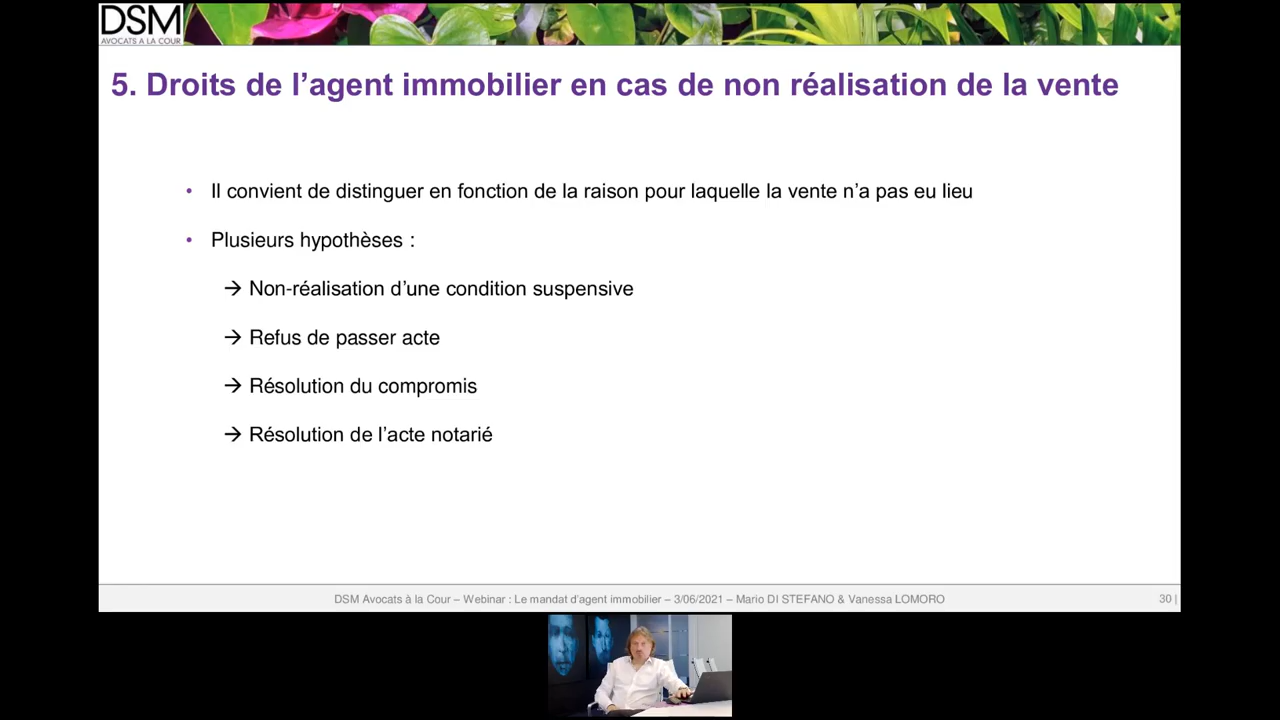 DSM
AVOCATS A LA COUR
5. Droits de l’agent immobilier en cas de non réalisation de la vente
• Il convient de distinguer en fonction de la raison pour laquelle la vente n’a pas eu lieu
• Plusieurs hypothèses :
→ Non-réalisation d’une condition suspensive
→ Refus de passer acte
→ Résolution du compromis
→ Résolution de l’acte notarié
DSM Avocats à la Cour – Webinar : Le mandat d’agent immobilier – 3/06/2021 – Mario DI STEFANO & Vanessa LOMORO
30 |